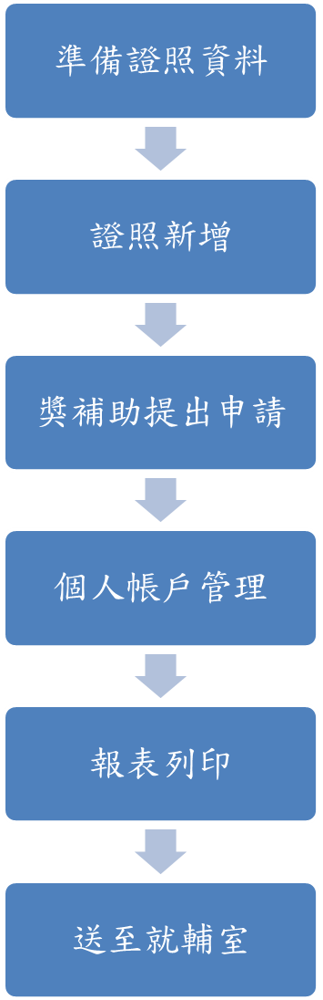 準備證照資料
證照新增
獎補助提出申請
個人帳戶管理
報表列印
送至就輔室